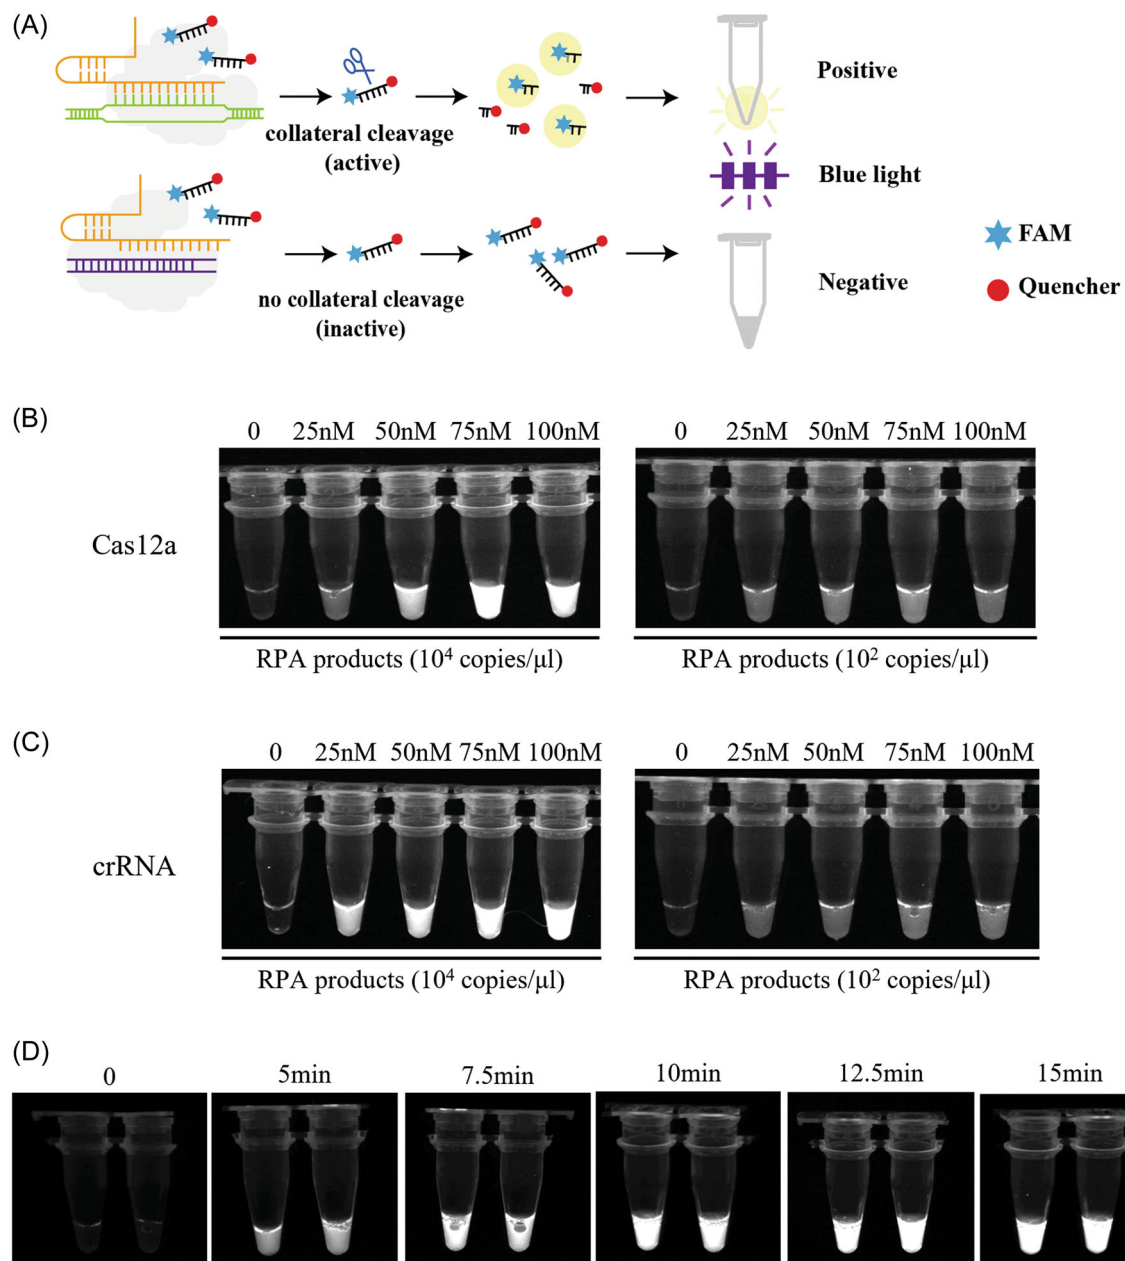 (A)
Positive
collateral cleavage
(active)
Blue light
FAM
no collateral cleavage
(inactive)
Negative
Quencher
(B)
0 25nM 50nM 75nM 100nM
0 25nM 50nM 75nM 100nM
Cas12a
RPA products (10⁴ copies/µl)
RPA products (10² copies/µl)
(C)
0 25nM 50nM 75nM 100nM
0 25nM 50nM 75nM 100nM
crRNA
RPA products (10⁴ copies/µl)
RPA products (10² copies/µl)
(D)
0 5min 7.5min 10min 12.5min 15min